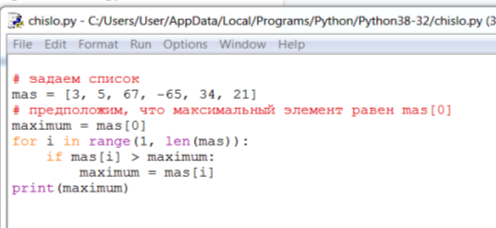 chislo.py - C:/Users/User/AppData/Local/Programs/Python/Python38-32/chislo.py (3
File Edit Format Run Options Window Help
# задаем список
mas = [3, 5, 67, -65, 34, 21]
# предположим, что максимальный элемент равен mas[0]
maximum = mas[0]
for i in range(1, len(mas)):
    if mas[i] > maximum:
        maximum = mas[i]
print(maximum)